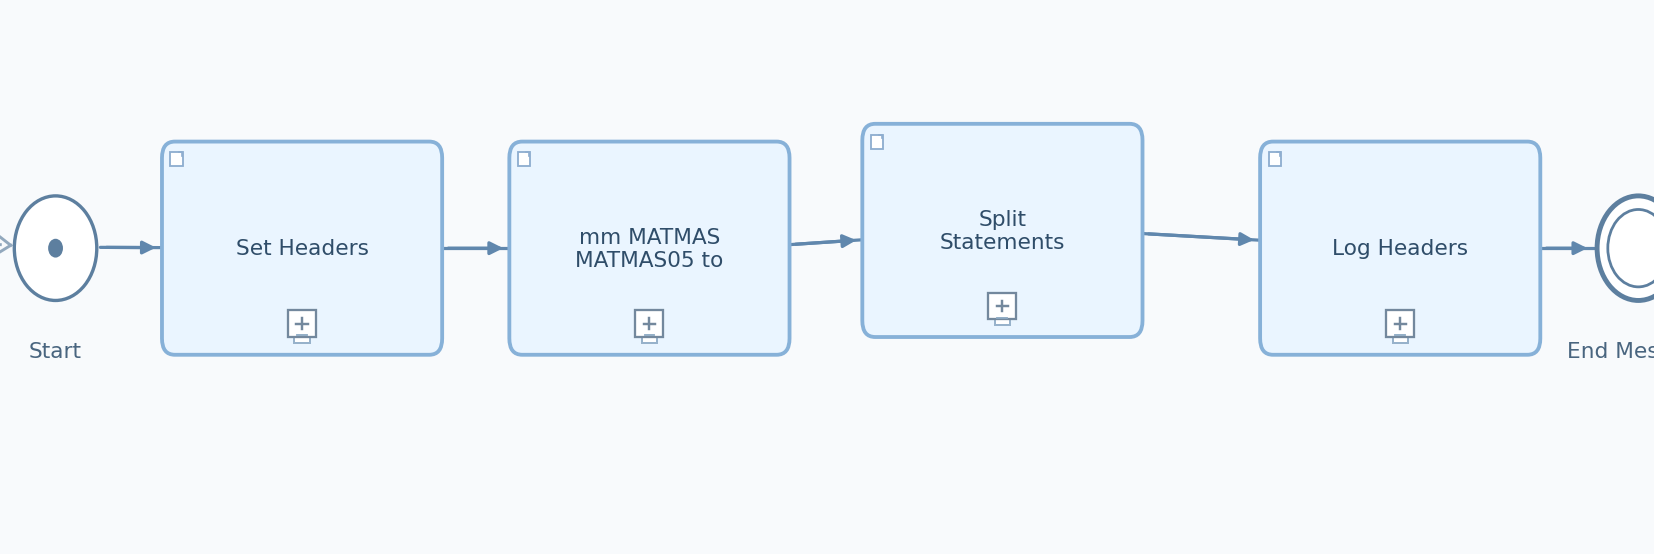 Start
Set Headers
mm MATMAS
MATMAS05 to
Split
Statements
Log Headers
End Mes